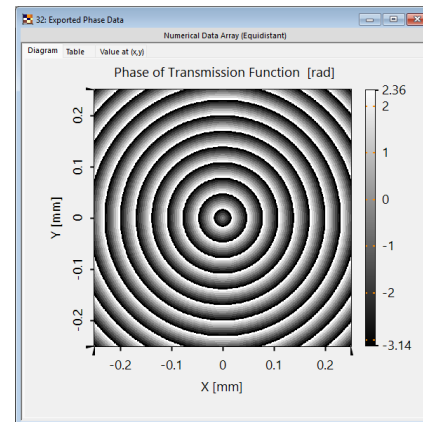 32: Exported Phase Data
Numerical Data Array (Equidistant)
Diagram Table Value at (x,y)
Phase of Transmission Function [rad]
2.36
2
1
0
-1
-2
-3.14
Y [mm]
0.2
0.1
0
-0.1
-0.2
-0.2 -0.1 0 0.1 0.2
X [mm]